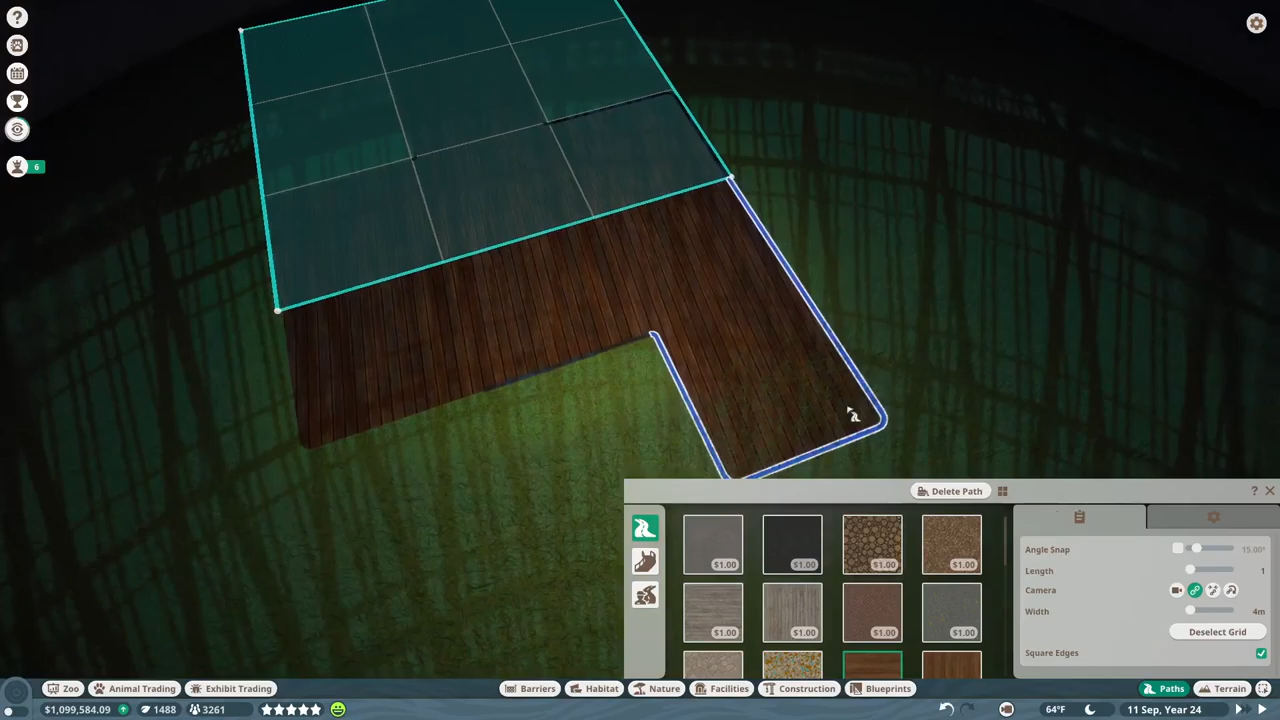 ?
6
Delete Path
?
$1.00 $1.00 $1.00 $1.00
$1.00 $1.00 $1.00 $1.00
Angle Snap 15.00°
Length 1
Camera
Width 4m
Deselect Grid
Square Edges
Zoo Animal Trading Exhibit Trading Barriers Habitat Nature Facilities Construction Blueprints Paths Terrain
$1,099,584.09 1488 3261 64°F 11 Sep, Year 24